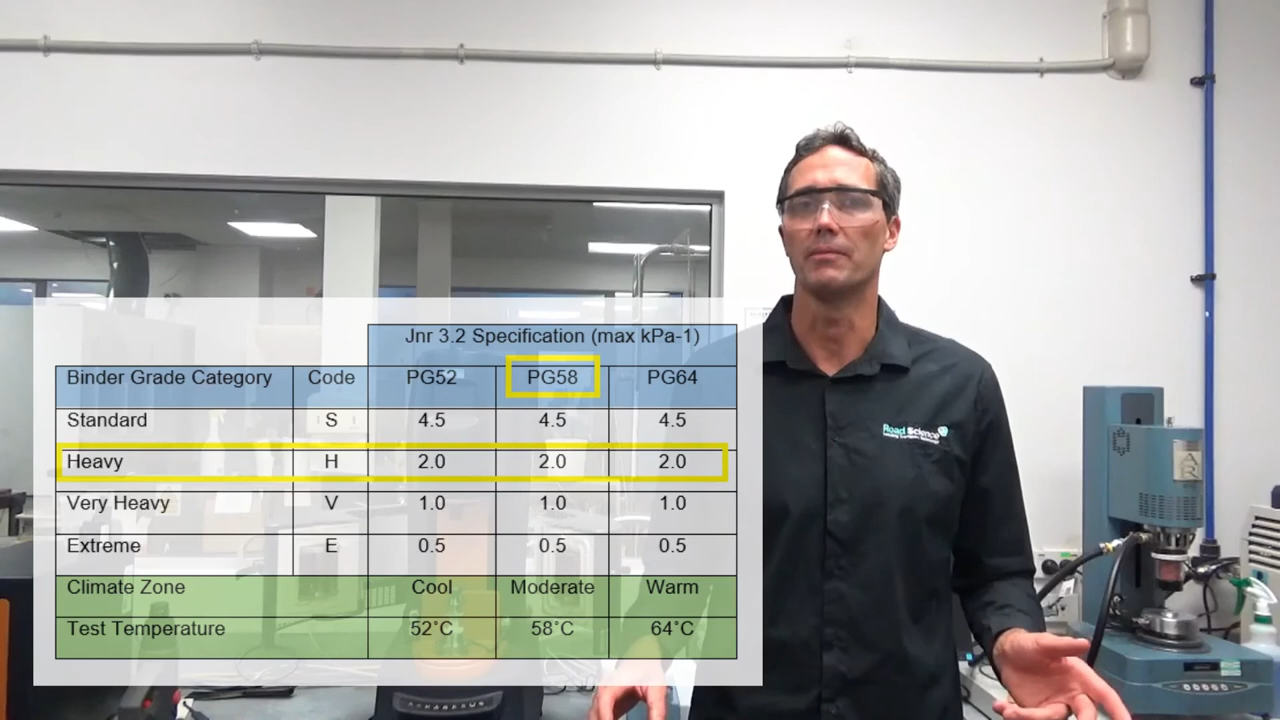 Jnr 3.2 Specification (max kPa-1)
Binder Grade Category Code PG52 PG58 PG64
Standard S 4.5 4.5 4.5
Heavy H 2.0 2.0 2.0
Very Heavy V 1.0 1.0 1.0
Extreme E 0.5 0.5 0.5
Climate Zone Cool Moderate Warm
Test Temperature 52˚C 58˚C 64˚C
Road Science
AR